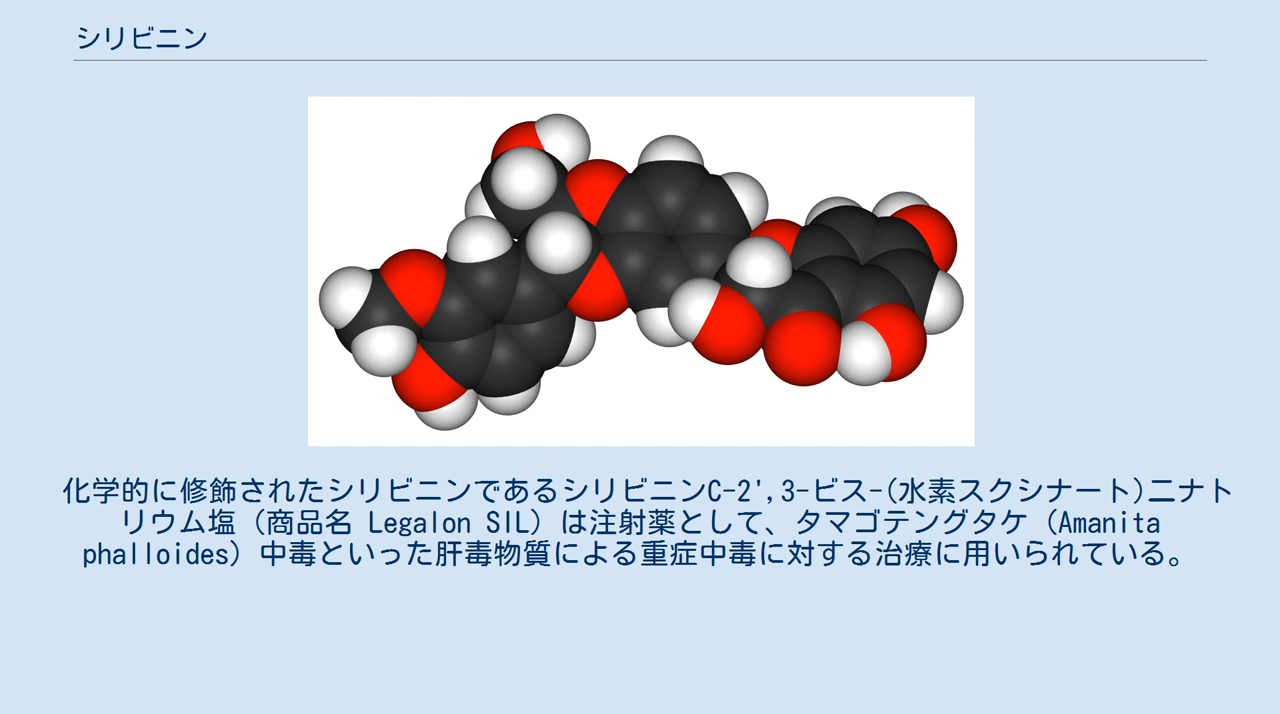 シリビニン
化学的に修飾されたシリビニンであるシリビニンC-2',3-ビス-(水素スクシナート)二ナト
リウム塩（商品名 Legalon SIL）は注射薬として、タマゴテングタケ（Amanita
phalloides）中毒といった肝毒物質による重症中毒に対する治療に用いられている。